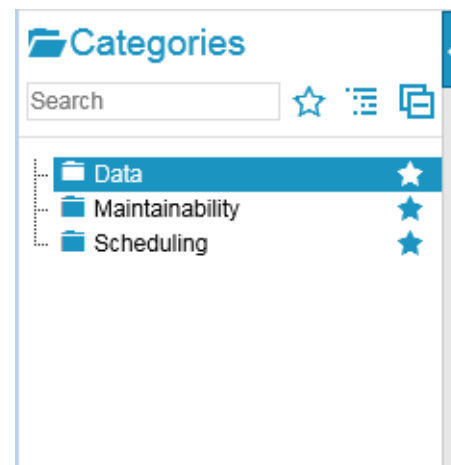 Categories
Search
Data
Maintainability
Scheduling